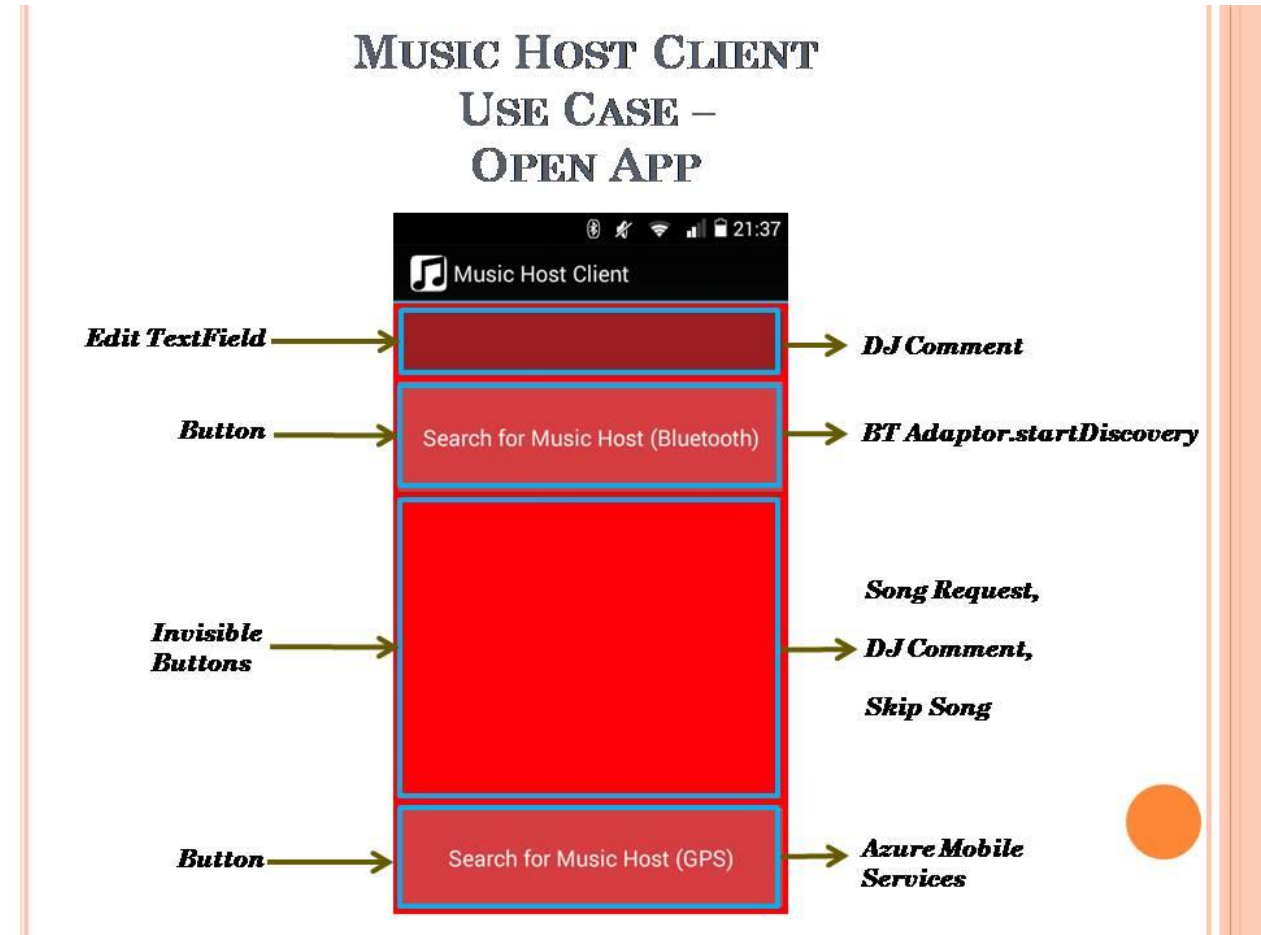 MUSIC HOST CLIENT
USE CASE –
OPEN APP
21:37
Music Host Client
Edit TextField
DJ Comment
Button
Search for Music Host (Bluetooth)
BT Adaptor.startDiscovery
Invisible
Buttons
Song Request,
DJ Comment,
Skip Song
Button
Search for Music Host (GPS)
Azure Mobile
Services